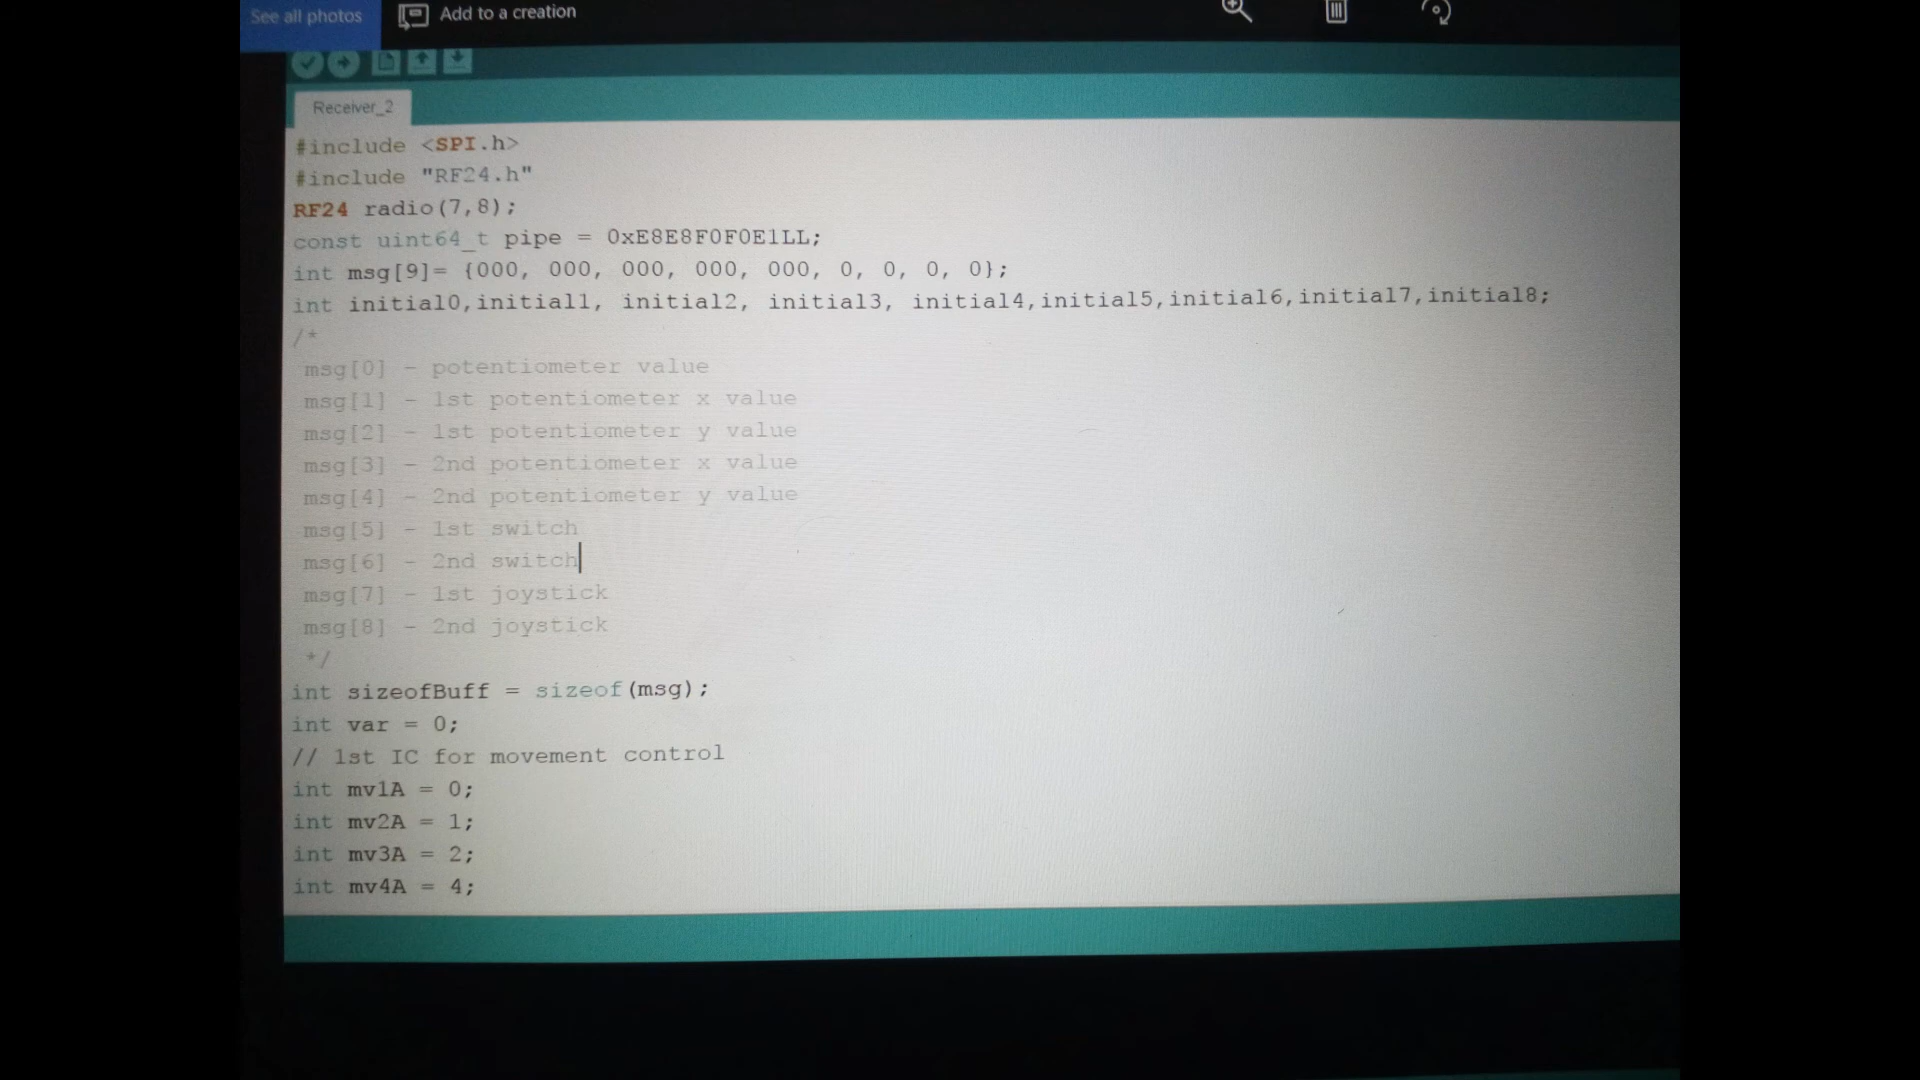 See all photos
Add to a creation
Receiver_2
#include <SPI.h>
#include "RF24.h"
RF24 radio(7,8);
const uint64_t pipe = 0xE8E8F0F0E1LL;
int msg[9]= {000, 000, 000, 000, 000, 0, 0, 0, 0};
int initial0,initial1, initial2, initial3, initial4,initial5,initial6,initial7,initial8;
/*
msg[0] - potentiometer value
msg[1] - 1st potentiometer x value
msg[2] - 1st potentiometer y value
msg[3] - 2nd potentiometer x value
msg[4] - 2nd potentiometer y value
msg[5] - 1st switch
msg[6] - 2nd switch
msg[7] - 1st joystick
msg[8] - 2nd joystick
*/
int sizeofBuff = sizeof(msg);
int var = 0;
// 1st IC for movement control
int mv1A = 0;
int mv2A = 1;
int mv3A = 2;
int mv4A = 4;